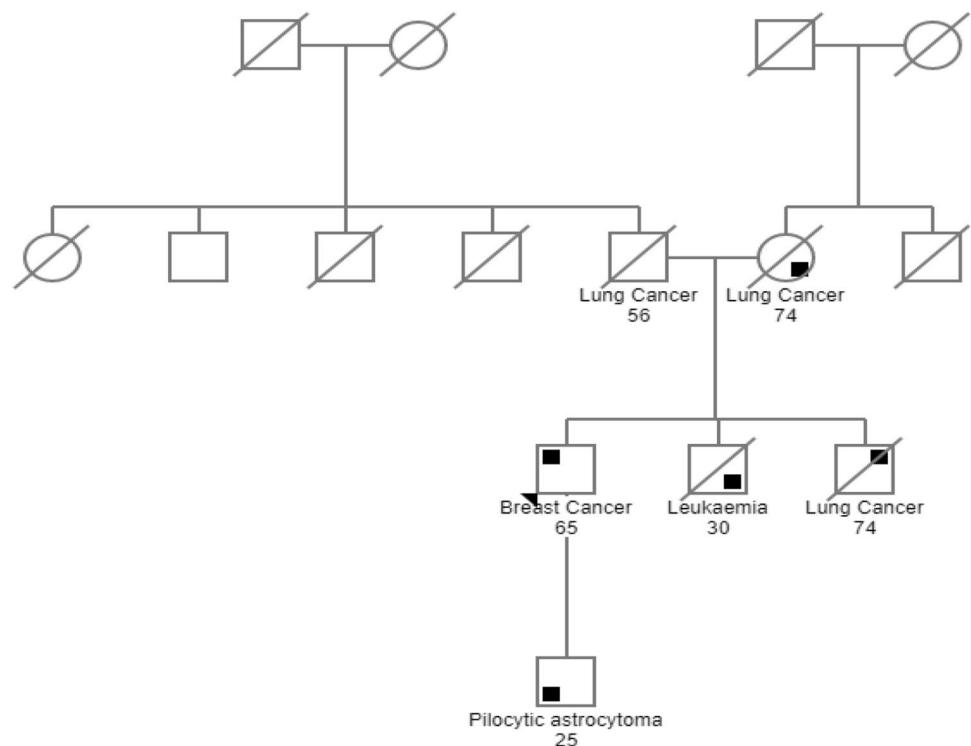 Lung Cancer
56
Lung Cancer
74
Breast Cancer
65
Leukaemia
30
Lung Cancer
74
Pilocytic astrocytoma
25